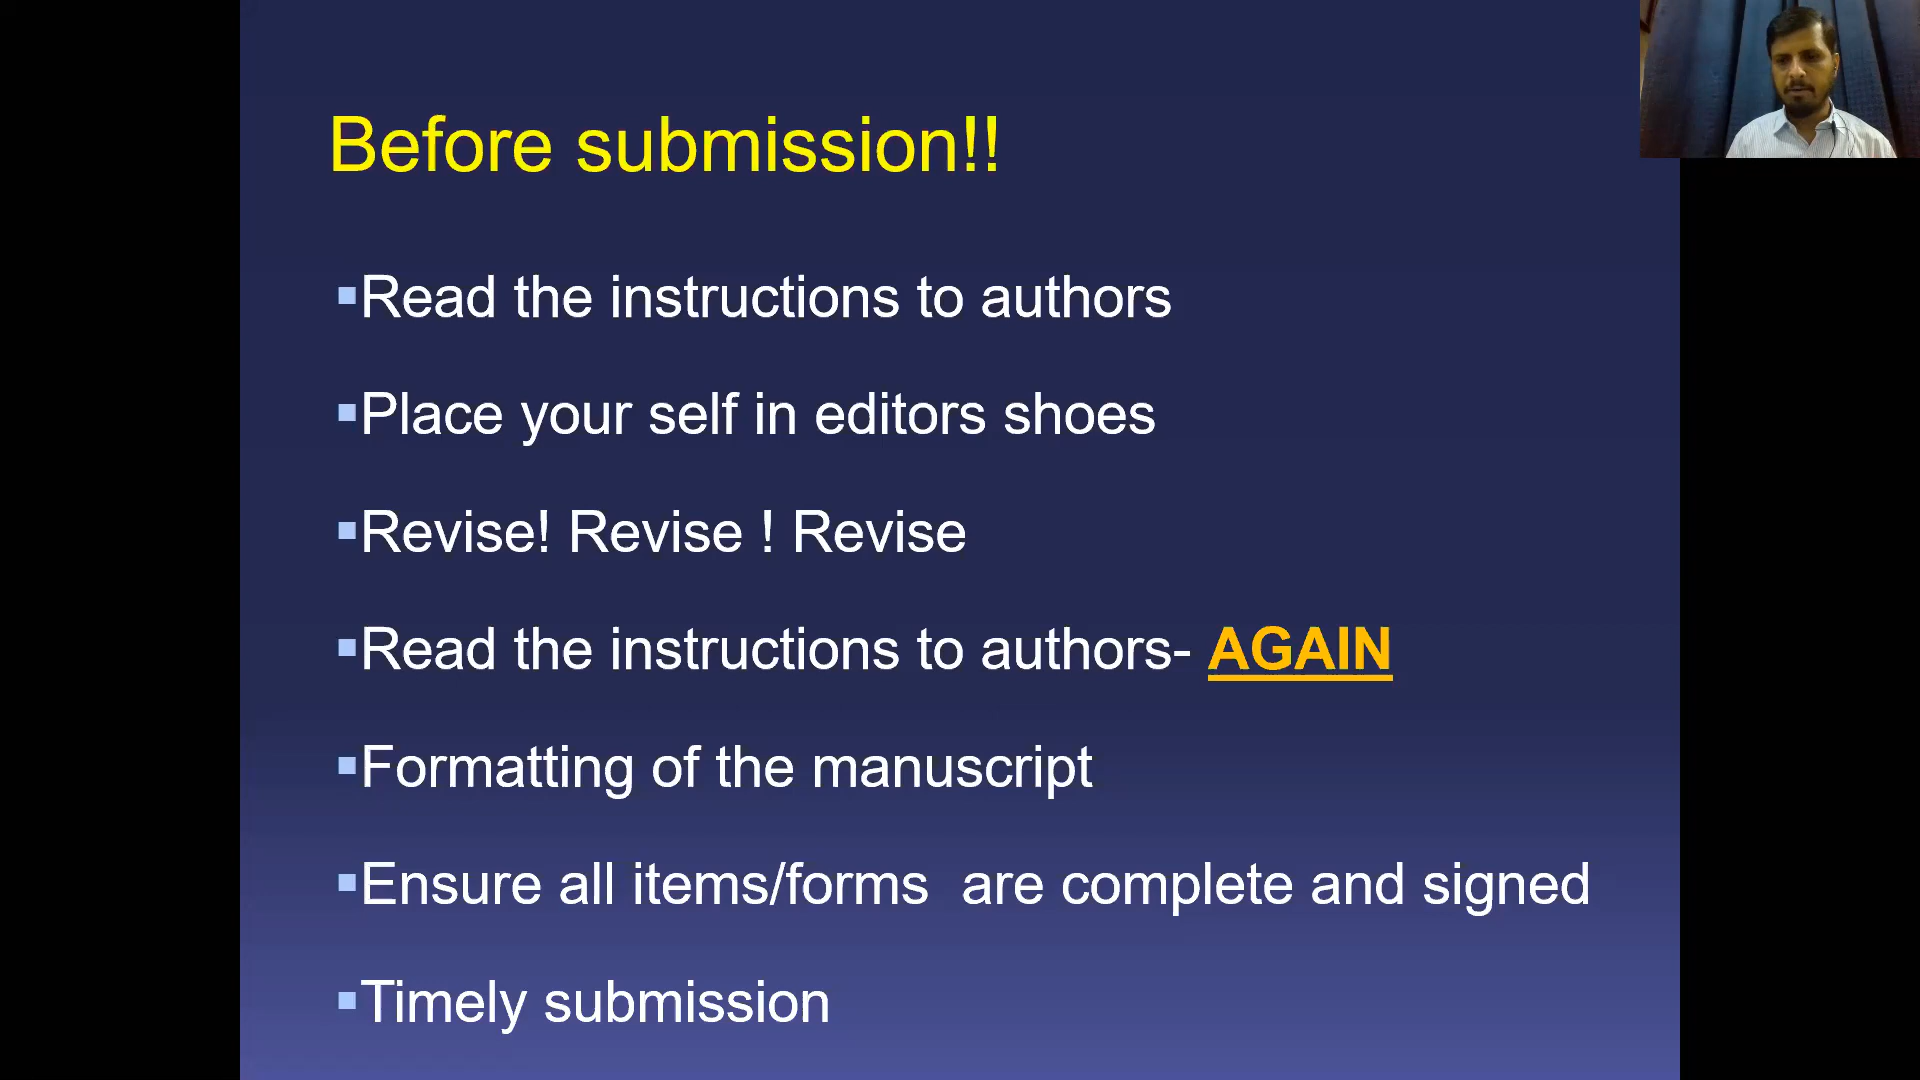 Before submission!!
▪Read the instructions to authors
▪Place your self in editors shoes
▪Revise! Revise ! Revise
▪Read the instructions to authors- AGAIN
▪Formatting of the manuscript
▪Ensure all items/forms  are complete and signed
▪Timely submission